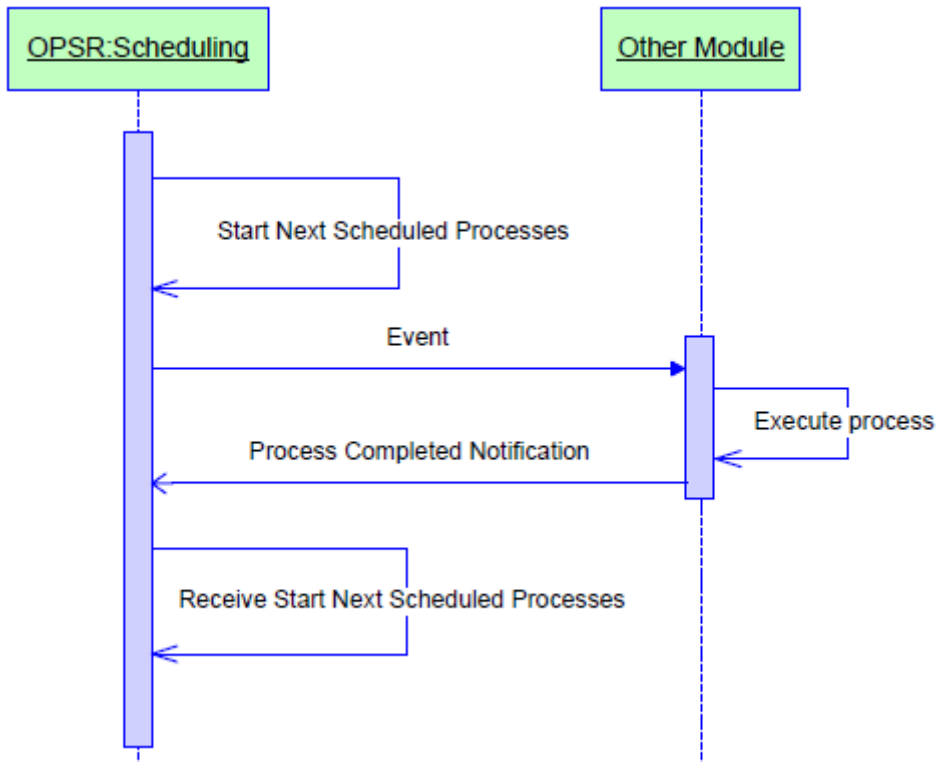 OPSR:Scheduling
Other Module
Start Next Scheduled Processes
Event
Execute process
Process Completed Notification
Receive Start Next Scheduled Processes